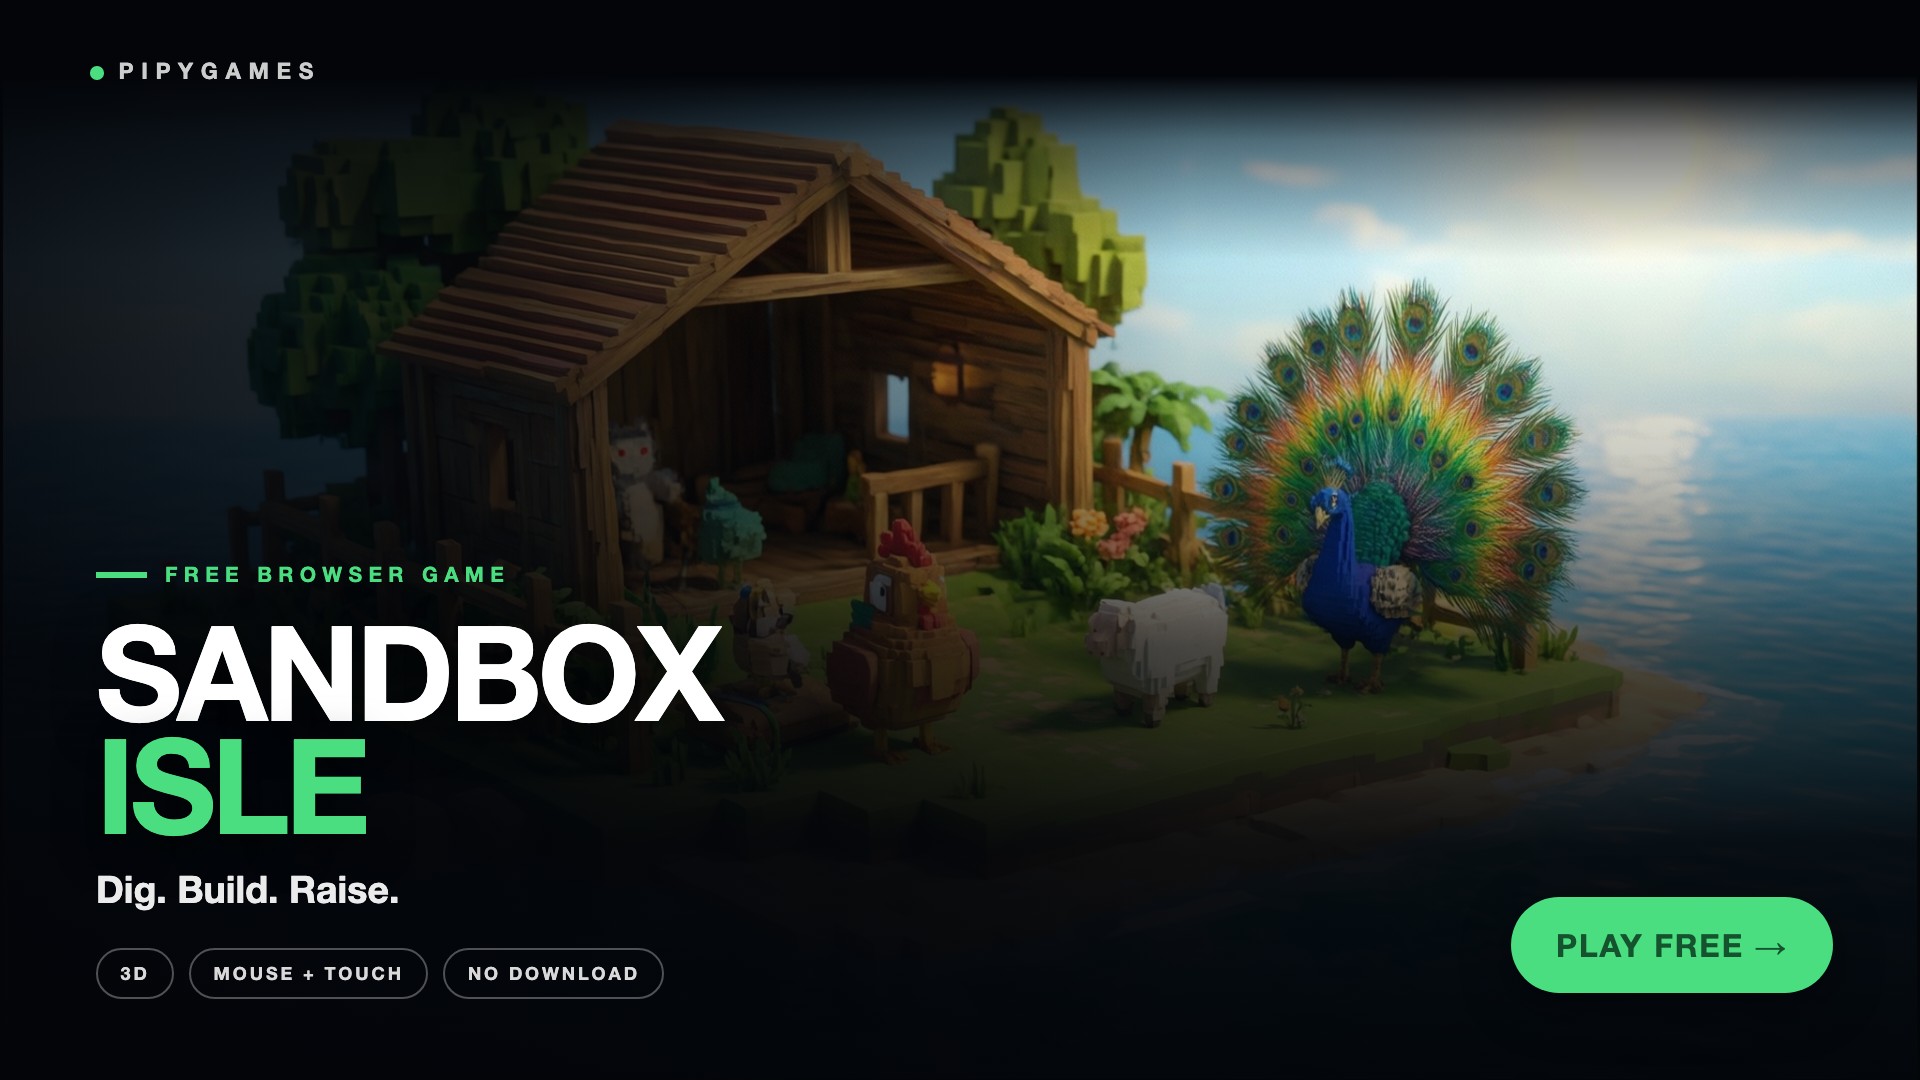 PIPYGAMES
FREE BROWSER GAME
SANDBOX
ISLE
Dig. Build. Raise.
3D
MOUSE + TOUCH
NO DOWNLOAD
PLAY FREE →